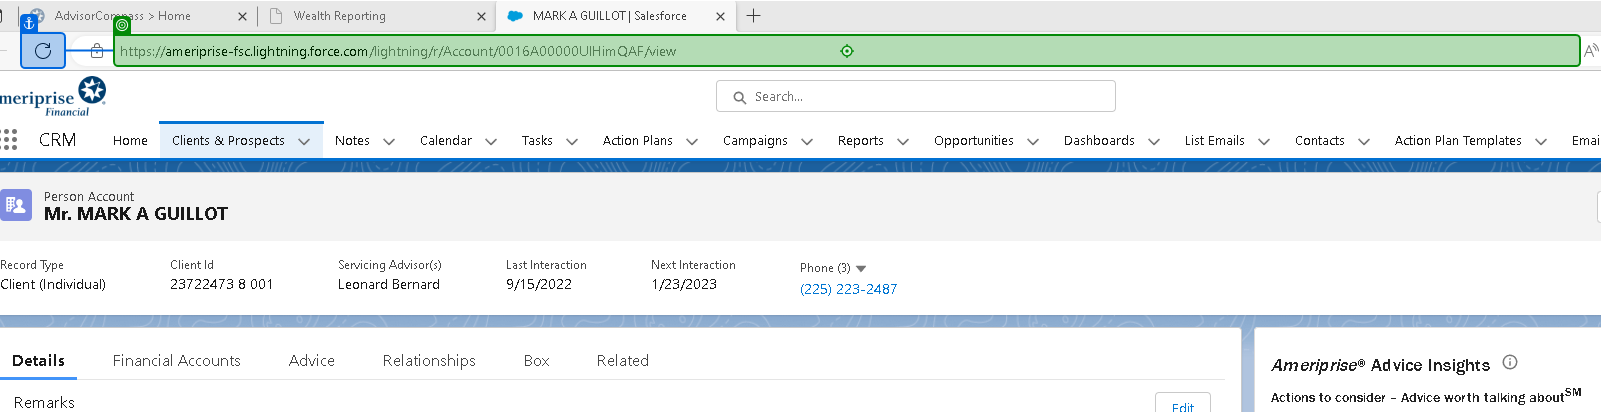 AdvisorCompass > Home
Wealth Reporting
MARK A GUILLOT | Salesforce
https://ameriprise-fsc.lightning.force.com/lightning/r/Account/0016A00000UlHimQAF/view
meriprise
Financial
Search...
CRM
Home
Clients & Prospects
Notes
Calendar
Tasks
Action Plans
Campaigns
Reports
Opportunities
Dashboards
List Emails
Contacts
Action Plan Templates
Emai
Person Account
Mr. MARK A GUILLOT
Record Type
Client Id
Servicing Advisor(s)
Last Interaction
Next Interaction
Phone (3)
Client (Individual)
23722473 8 001
Leonard Bernard
9/15/2022
1/23/2023
(225) 223-2487
Details
Financial Accounts
Advice
Relationships
Box
Related
Ameriprise® Advice Insights
Remarks
Edit
Actions to consider – Advice worth talking about℠